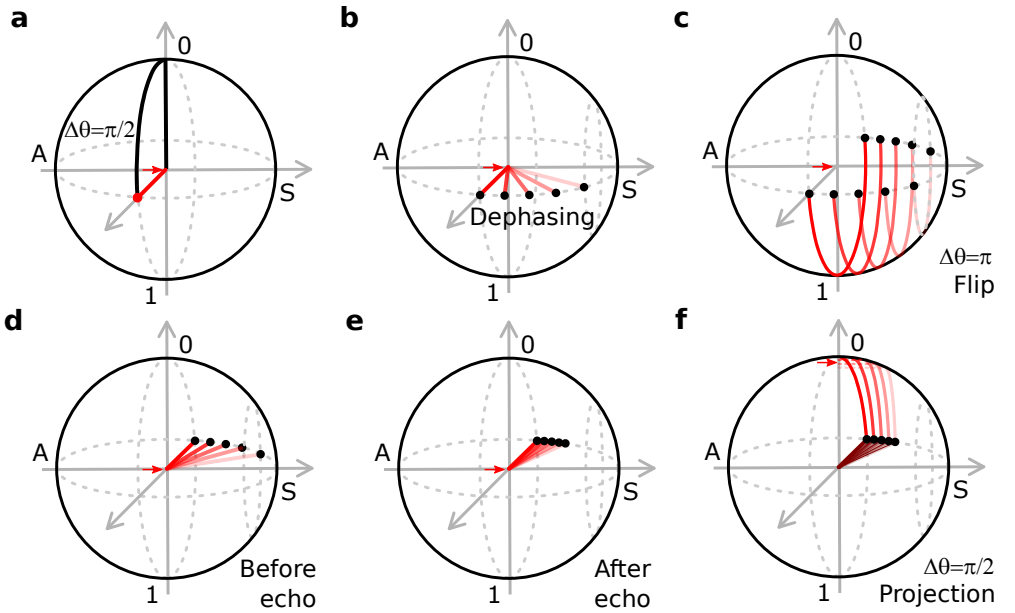 a
0
Δθ=π/2
A
S
1
b
0
A
S
Dephasing
1
c
0
A
S
Δθ=π
Flip
1
d
0
A
S
Before
echo
1
e
0
A
S
After
echo
1
f
0
A
S
Δθ=π/2
Projection
1